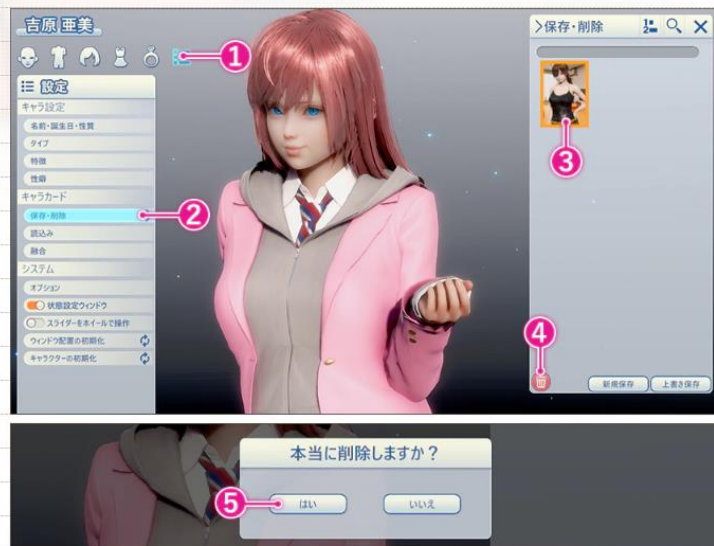 吉原 亜美
1
設定
キャラ設定
名前・誕生日・性質
タイプ
特徴
性癖
キャラカード
保存・削除
2
読込み
融合
システム
オプション
状態設定ウィンドウ
スライダーをホイールで操作
ウィンドウ配置の初期化
キャラクターの初期化
>保存・削除
3
4
新規保存
上書き保存
本当に削除しますか？
5
はい
いいえ